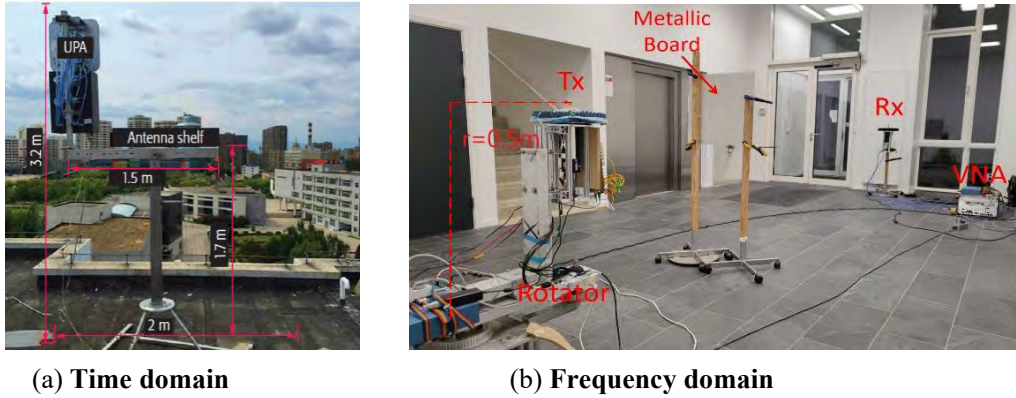 UPA
Antenna shelf
3.2 m
1.5 m
1.7 m
2 m
Metallic
Board
Tx
r=0.5m
Rx
VNA
Rotator
(a) Time domain
(b) Frequency domain